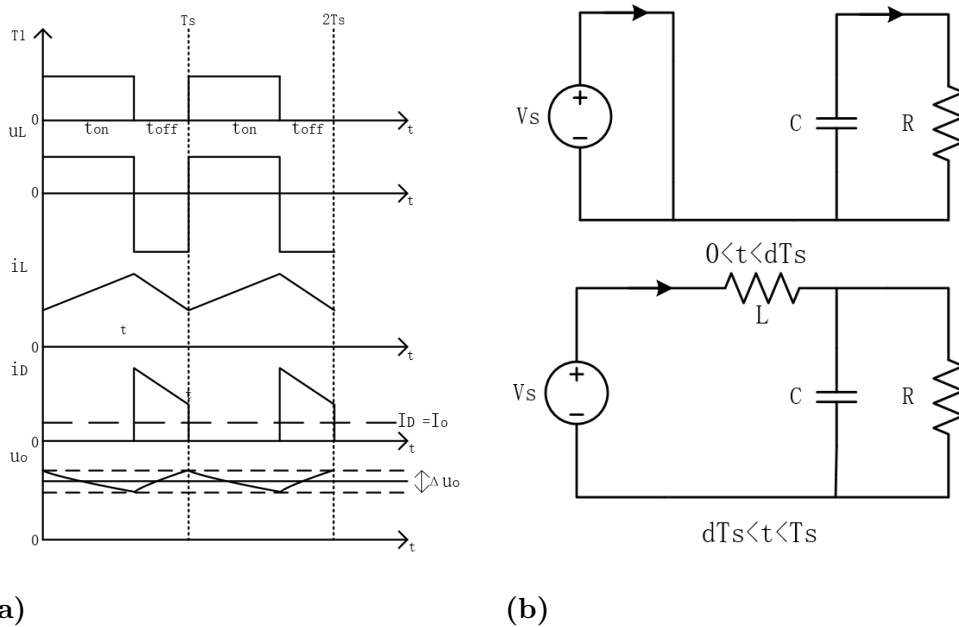 Ts 2Ts
T1
0
ton toff ton toff t
uL
0
t
iL
t
0
t
iD
t
ID =Io
0
t
uo
Δuo
0
t
Vs
C
R
0<t<dTs
L
Vs
C
R
dTs<t<Ts
a)
(b)